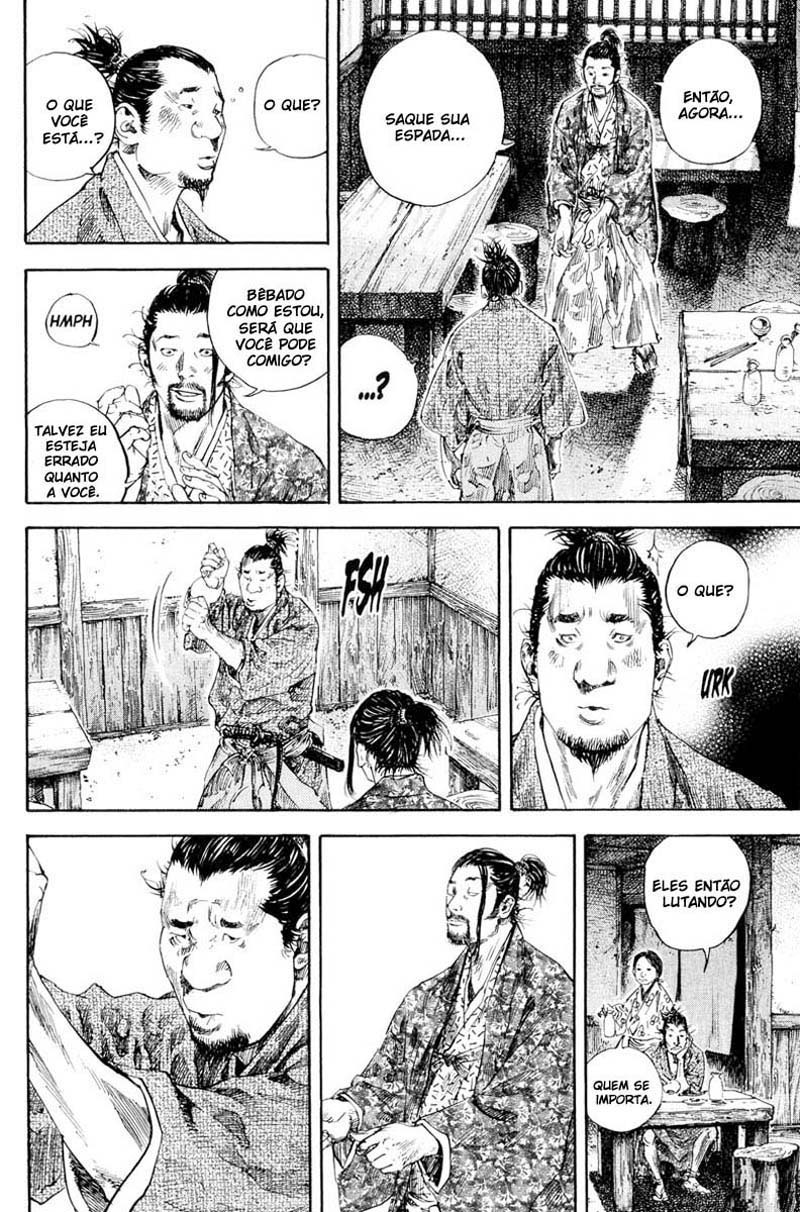 ENTÃO,
AGORA...
SAQUE SUA
ESPADA...
...?
O QUE?
O QUE
VOCÊ
ESTÁ...?
BÊBADO
COMO ESTOU,
SERÁ QUE
VOCÊ PODE
COMIGO?
HMPH
TALVEZ EU
ESTEJA
ERRADO
QUANTO
A VOCÊ.
O QUE?
URK
FSH
ELES ENTÃO
LUTANDO?
QUEM SE
IMPORTA.